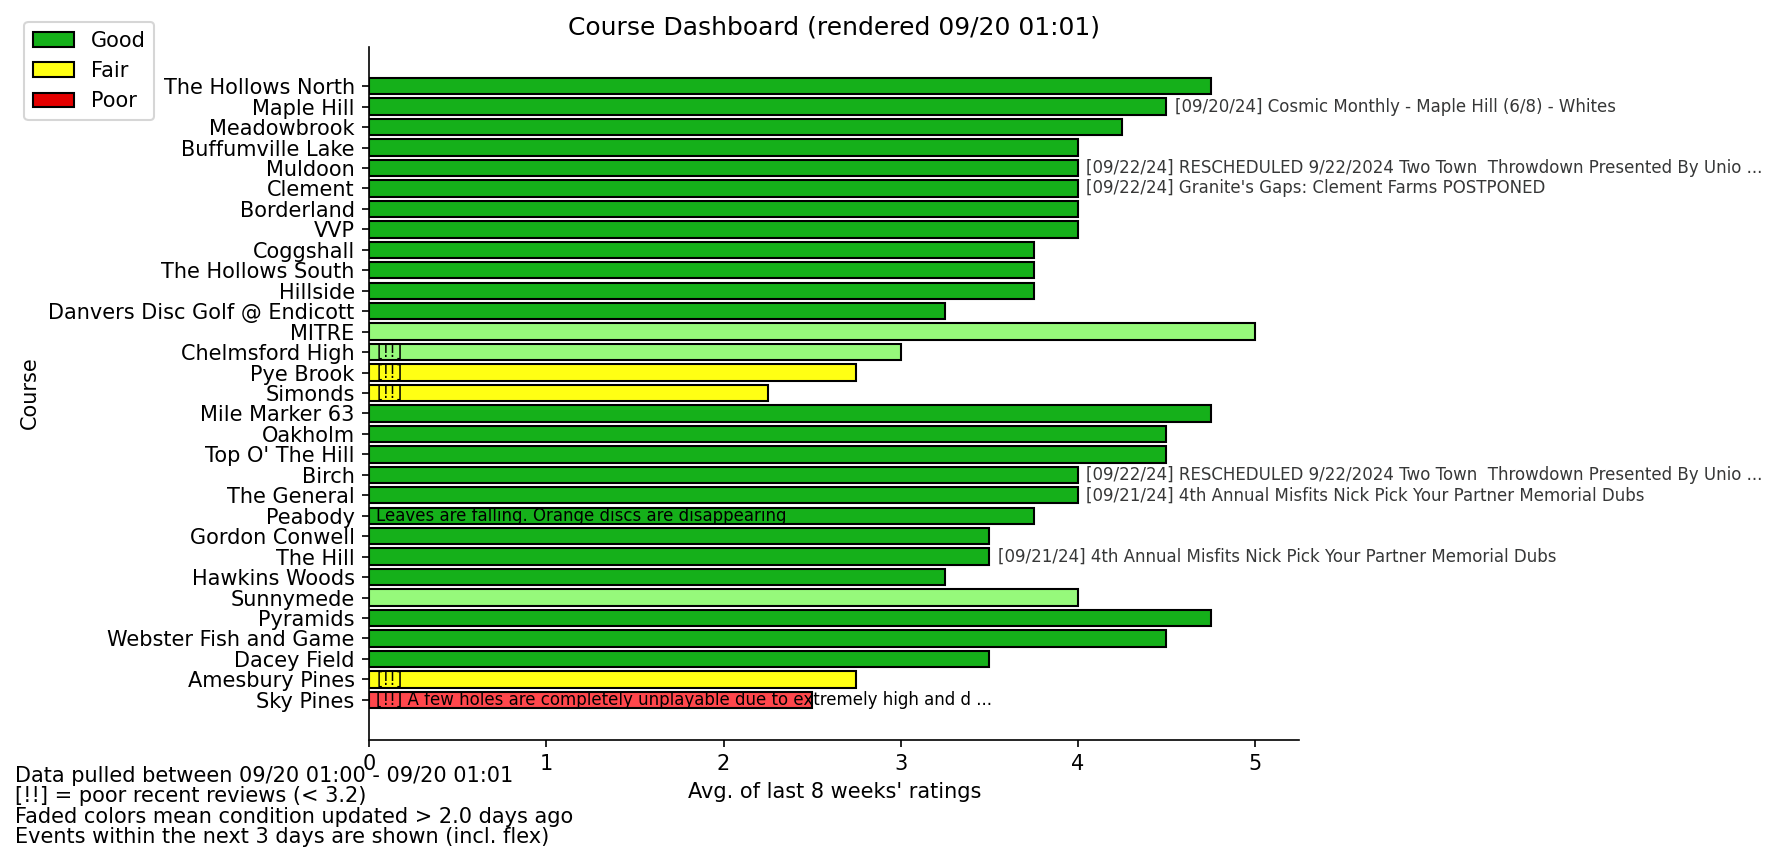 Course Dashboard (rendered 09/20 01:01)
Good
Fair
Poor
The Hollows North
Maple Hill [09/20/24] Cosmic Monthly - Maple Hill (6/8) - Whites
Meadowbrook
Buffumville Lake
Muldoon [09/22/24] RESCHEDULED 9/22/2024 Two Town  Throwdown Presented By Unio ...
Clement [09/22/24] Granite's Gaps: Clement Farms POSTPONED
Borderland
VVP
Coggshall
The Hollows South
Hillside
Danvers Disc Golf @ Endicott
MITRE
Chelmsford High [!!]
Pye Brook [!!]
Simonds [!!]
Mile Marker 63
Oakholm
Top O' The Hill
Birch [09/22/24] RESCHEDULED 9/22/2024 Two Town  Throwdown Presented By Unio ...
The General [09/21/24] 4th Annual Misfits Nick Pick Your Partner Memorial Dubs
Peabody Leaves are falling. Orange discs are disappearing
Gordon Conwell
The Hill [09/21/24] 4th Annual Misfits Nick Pick Your Partner Memorial Dubs
Hawkins Woods
Sunnymede
Pyramids
Webster Fish and Game
Dacey Field
Amesbury Pines [!!]
Sky Pines [!!] A few holes are completely unplayable due to extremely high and d ...
Course
0 1 2 3 4 5
Avg. of last 8 weeks' ratings
Data pulled between 09/20 01:00 - 09/20 01:01
[!!] = poor recent reviews (< 3.2)
Faded colors mean condition updated > 2.0 days ago
Events within the next 3 days are shown (incl. flex)